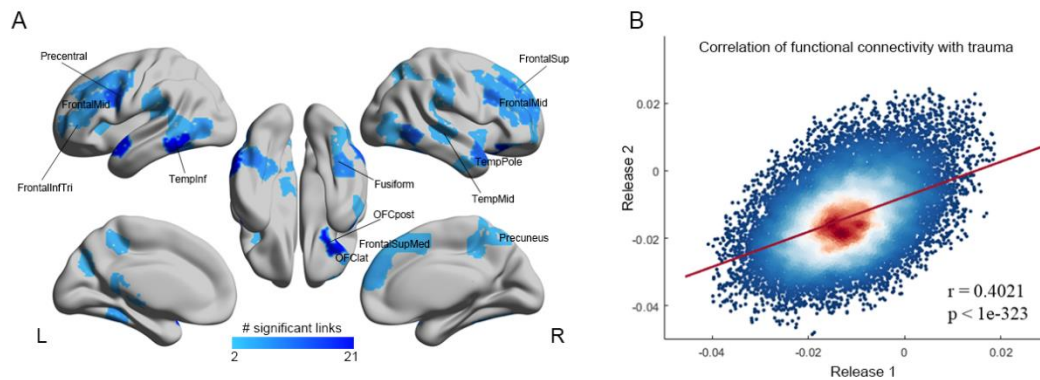 A
Precentral
FrontalMid
FrontalInfTri
TempInf
FrontalSup
FrontalMid
TempPole
TempMid
Fusiform
OFCpost
FrontalSupMed
OFClat
Precuneus
L
R
# significant links
2
21
B
Correlation of functional connectivity with trauma
Release 2
0.04
0.02
0
-0.02
-0.04
r = 0.4021
p < 1e-323
-0.04
-0.02
0
0.02
Release 1